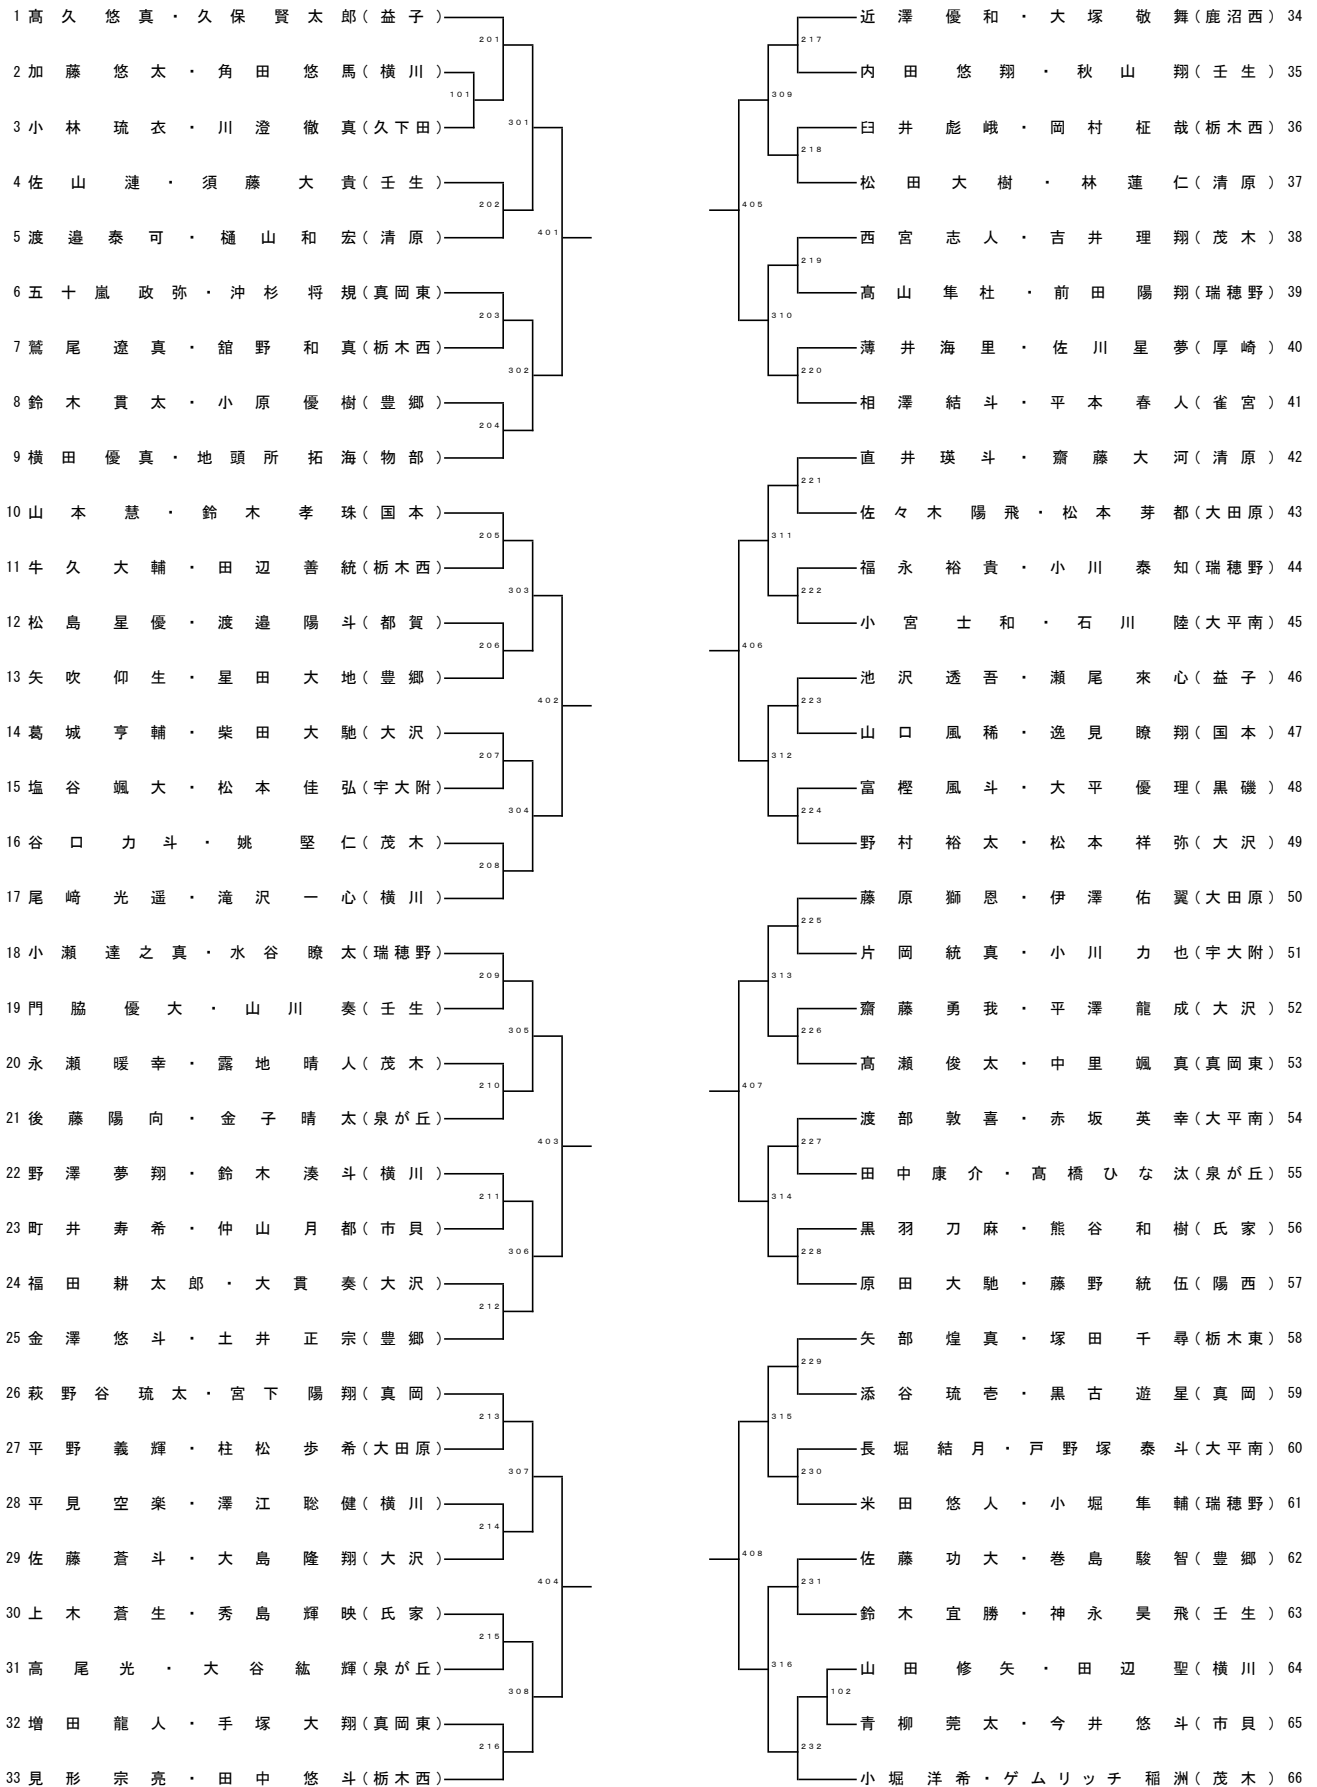 1 髙久悠真・久保賢太郎(益子)
201
2 加藤悠太・角田悠馬(横川)
101
3 小林琉衣・川澄徹真(久下田)
301
4 佐山漣・須藤大貴(壬生)
202
5 渡邉泰可・樋山和宏(清原)
401
6 五十嵐政弥・沖杉将規(真岡東)
203
7 鷲尾遼真・舘野和真(栃木西)
302
8 鈴木貫太・小原優樹(豊郷)
204
9 横田優真・地頭所拓海(物部)
10 山本慧・鈴木孝珠(国本)
205
11 牛久大輔・田辺善統(栃木西)
303
12 松島星優・渡邉陽斗(都賀)
206
13 矢吹仰生・星田大地(豊郷)
402
14 葛城亨輔・柴田大馳(大沢)
207
15 塩谷颯大・松本佳弘(宇大附)
304
16 谷口力斗・姚堅仁(茂木)
208
17 尾﨑光遥・滝沢一心(横川)
18 小瀬達之真・水谷瞭太(瑞穂野)
209
19 門脇優大・山川奏(壬生)
305
20 永瀬暖幸・露地晴人(茂木)
210
21 後藤陽向・金子晴太(泉が丘)
403
22 野澤夢翔・鈴木湊斗(横川)
211
23 町井寿希・仲山月都(市貝)
306
24 福田耕太郎・大貫奏(大沢)
212
25 金澤悠斗・土井正宗(豊郷)
26 萩野谷琉太・宮下陽翔(真岡)
213
27 平野義輝・柱松歩希(大田原)
307
28 平見空楽・澤江聡健(横川)
214
29 佐藤蒼斗・大島隆翔(大沢)
404
30 上木蒼生・秀島輝映(氏家)
215
31 高尾光・大谷紘輝(泉が丘)
308
32 増田龍人・手塚大翔(真岡東)
216
33 見形宗亮・田中悠斗(栃木西)
近澤優和・大塚敬舞(鹿沼西) 34
217
内田悠翔・秋山翔(壬生) 35
309
臼井彪峨・岡村柾哉(栃木西) 36
218
松田大樹・林蓮仁(清原) 37
405
西宮志人・吉井理翔(茂木) 38
219
髙山隼杜・前田陽翔(瑞穂野) 39
310
薄井海里・佐川星夢(厚崎) 40
220
相澤結斗・平本春人(雀宮) 41
直井瑛斗・齋藤大河(清原) 42
221
佐々木陽飛・松本芽都(大田原) 43
311
福永裕貴・小川泰知(瑞穂野) 44
222
小宮士和・石川陸(大平南) 45
406
池沢透吾・瀬尾來心(益子) 46
223
山口風稀・逸見瞭翔(国本) 47
312
富樫風斗・大平優理(黒磯) 48
224
野村裕太・松本祥弥(大沢) 49
藤原獅恩・伊澤佑翼(大田原) 50
225
片岡統真・小川力也(宇大附) 51
313
齋藤勇我・平澤龍成(大沢) 52
226
髙瀬俊太・中里颯真(真岡東) 53
407
渡部敦喜・赤坂英幸(大平南) 54
227
田中康介・髙橋ひな汰(泉が丘) 55
314
黒羽刀麻・熊谷和樹(氏家) 56
228
原田大馳・藤野統伍(陽西) 57
矢部煌真・塚田千尋(栃木東) 58
229
添谷琉壱・黒古遊星(真岡) 59
315
長堀結月・戸野塚泰斗(大平南) 60
230
米田悠人・小堀隼輔(瑞穂野) 61
408
佐藤功大・巻島駿智(豊郷) 62
231
鈴木宜勝・神永昊飛(壬生) 63
316
山田修矢・田辺聖(横川) 64
102
青柳莞太・今井悠斗(市貝) 65
232
小堀洋希・ゲムリッチ稲洲(茂木) 66